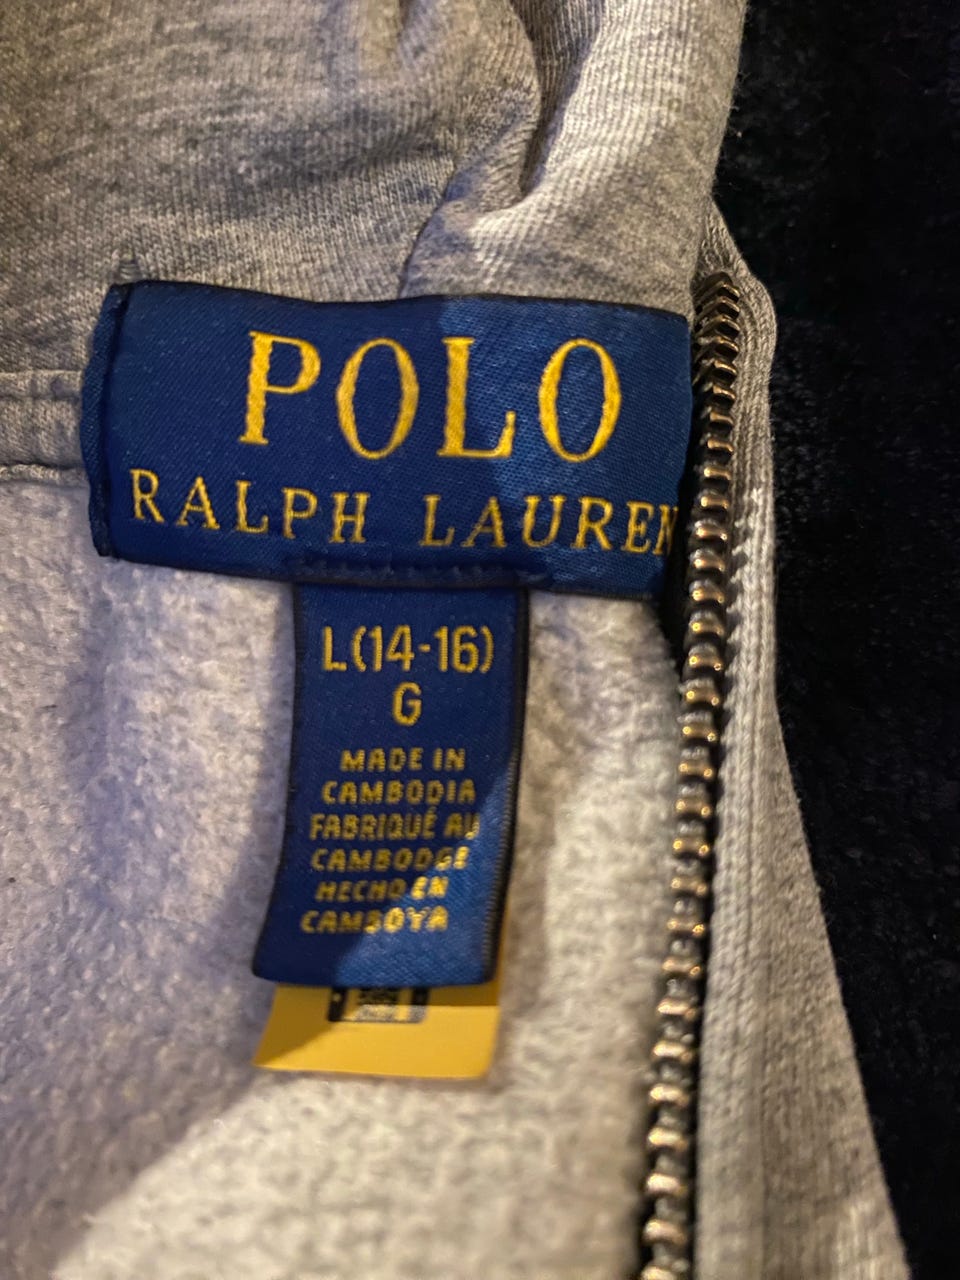 POLO
RALPH LAUREN
L(14-16)
G
MADE IN
CAMBODIA
FABRIQUÉ AU
CAMBODGE
HECHO EN
CAMBOYA